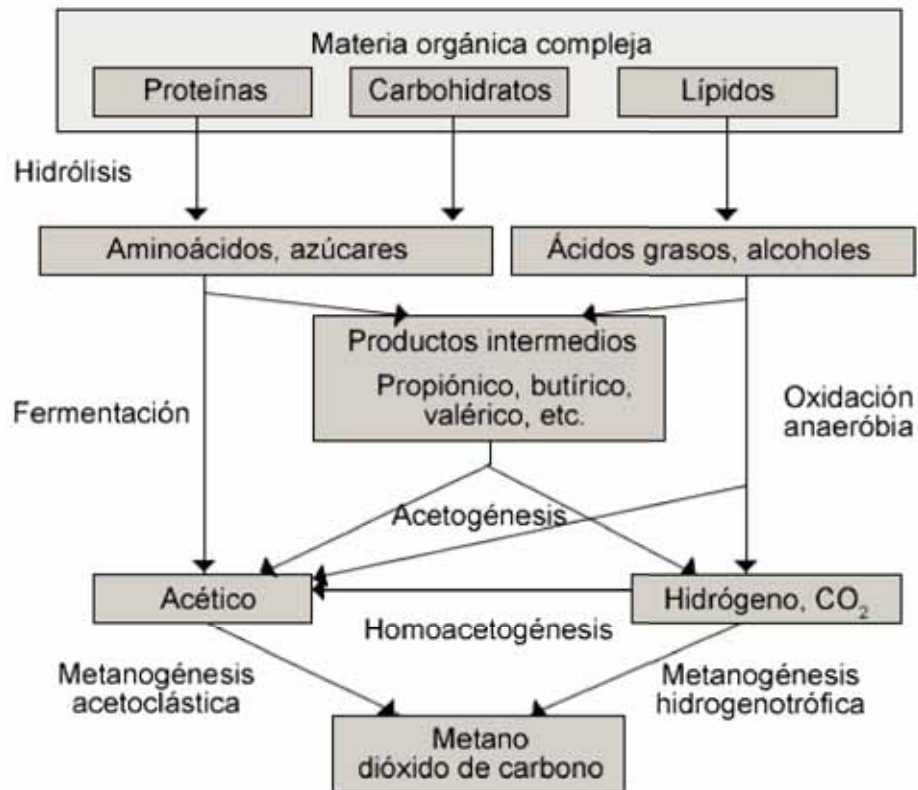 Materia orgánica compleja
Proteínas
Carbohidratos
Lípidos
Hidrólisis
Aminoácidos, azúcares
Ácidos grasos, alcoholes
Productos intermedios
Propiónico, butírico,
valérico, etc.
Fermentación
Oxidación
anaeróbia
Acetogénesis
Acético
Hidrógeno, CO₂
Homoacetogénesis
Metanogénesis
acetoclástica
Metanogénesis
hidrogenotrófica
Metano
dióxido de carbono